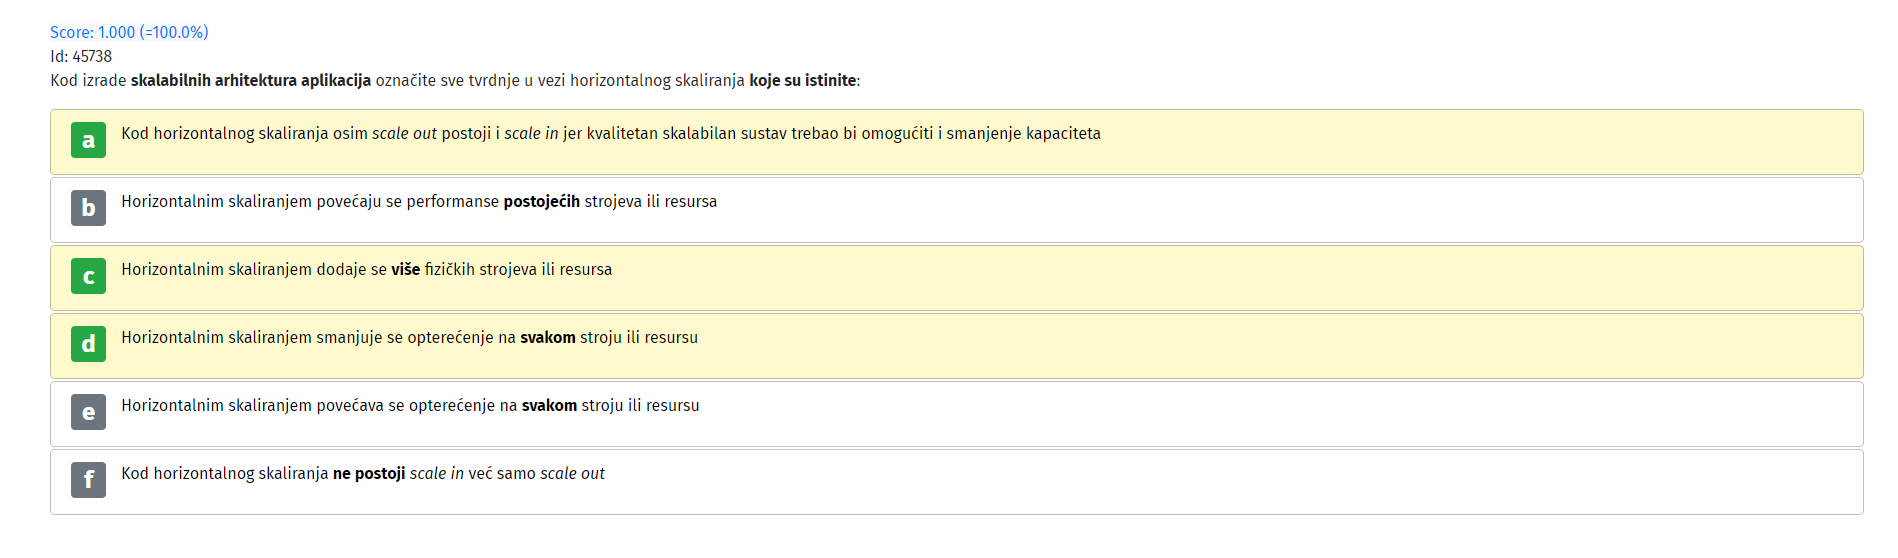 Score: 1.000 (=100.0%)
Id: 45738
Kod izrade skalabilnih arhitektura aplikacija označite sve tvrdnje u vezi horizontalnog skaliranja koje su istinite:
a Kod horizontalnog skaliranja osim scale out postoji i scale in jer kvalitetan skalabilan sustav trebao bi omogućiti i smanjenje kapaciteta
b Horizontalnim skaliranjem povećaju se performanse postojećih strojeva ili resursa
c Horizontalnim skaliranjem dodaje se više fizičkih strojeva ili resursa
d Horizontalnim skaliranjem smanjuje se opterećenje na svakom stroju ili resursu
e Horizontalnim skaliranjem povećava se opterećenje na svakom stroju ili resursu
f Kod horizontalnog skaliranja ne postoji scale in već samo scale out